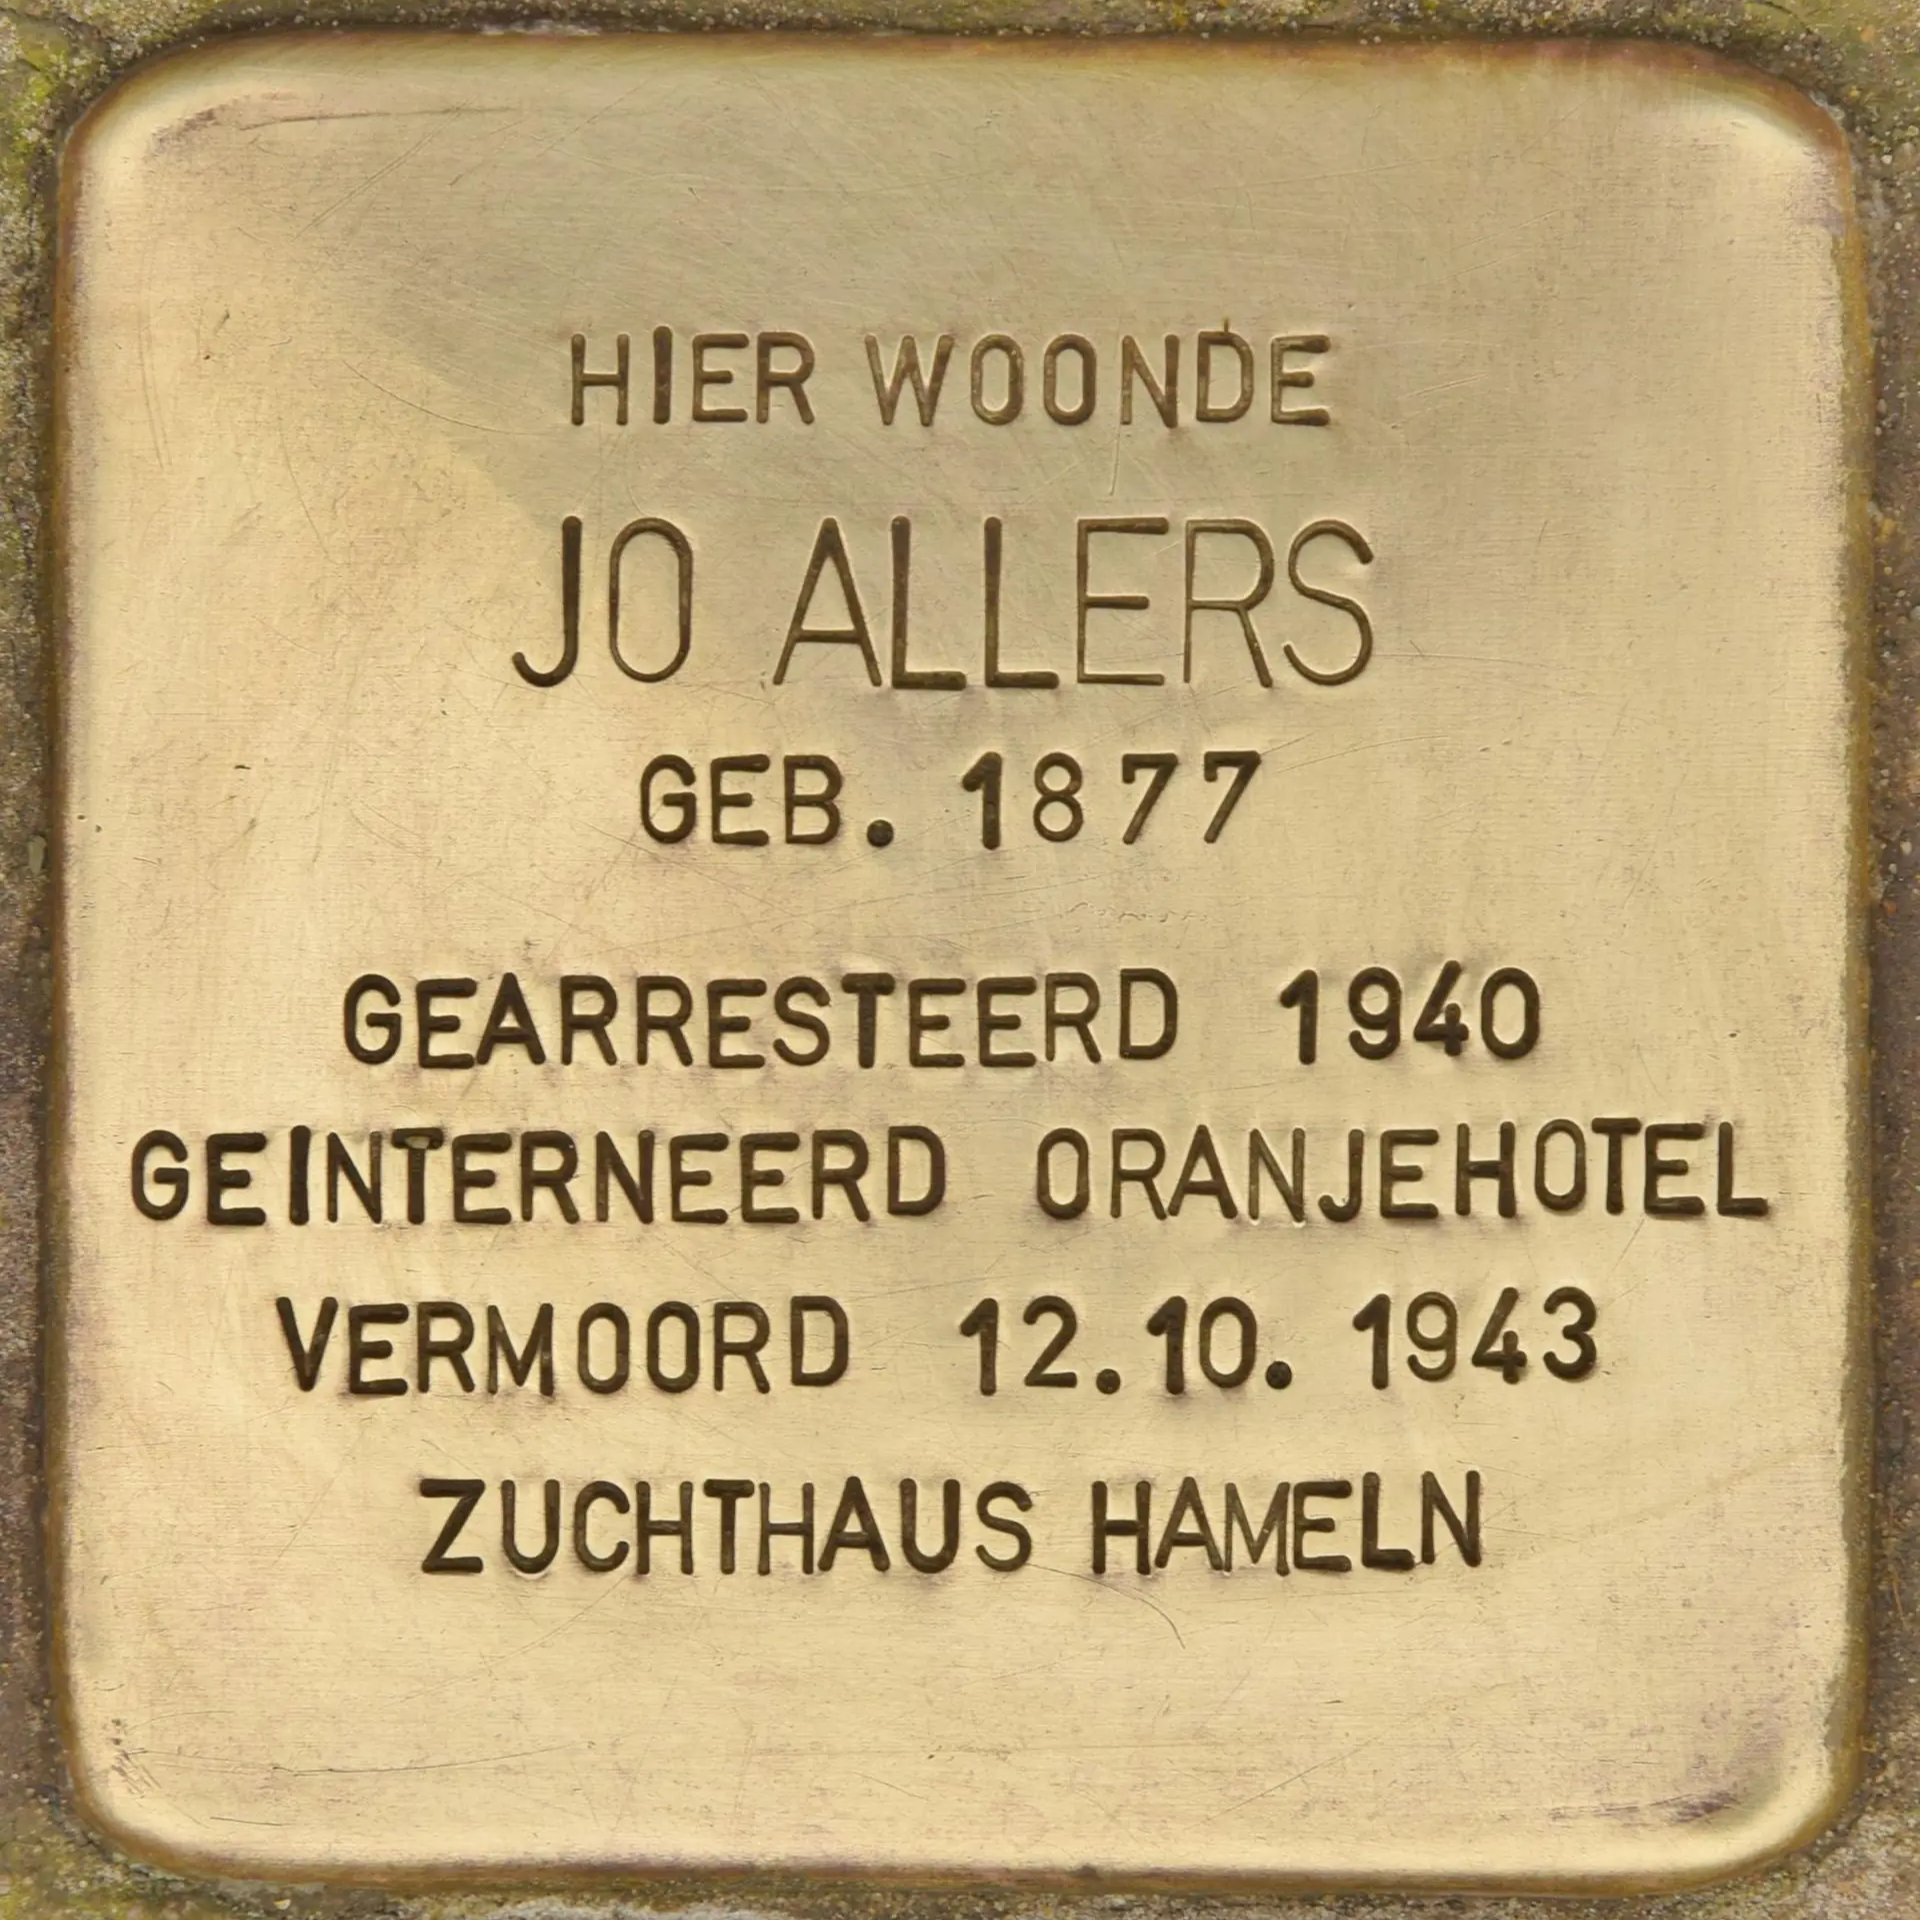 HIER WOONDE
JO ALLERS
GEB. 1877
GEARRESTEERD 1940
GEINTERNEERD ORANJEHOTEL
VERMOORD 12.10.1943
ZUCHTHAUS HAMELN